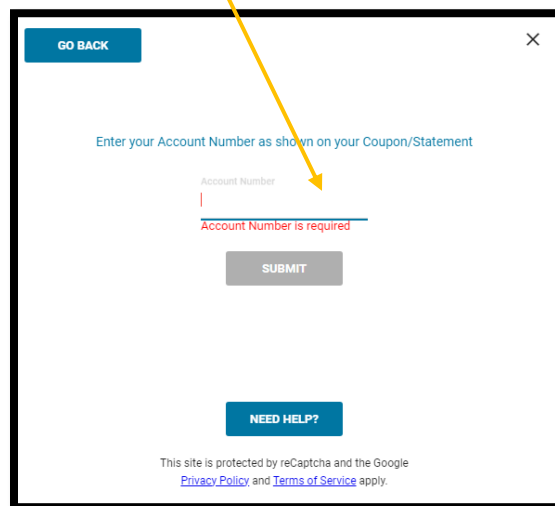 GO BACK
Enter your Account Number as shown on your Coupon/Statement
Account Number
Account Number is required
SUBMIT
NEED HELP?
This site is protected by reCaptcha and the Google
Privacy Policy and Terms of Service apply.